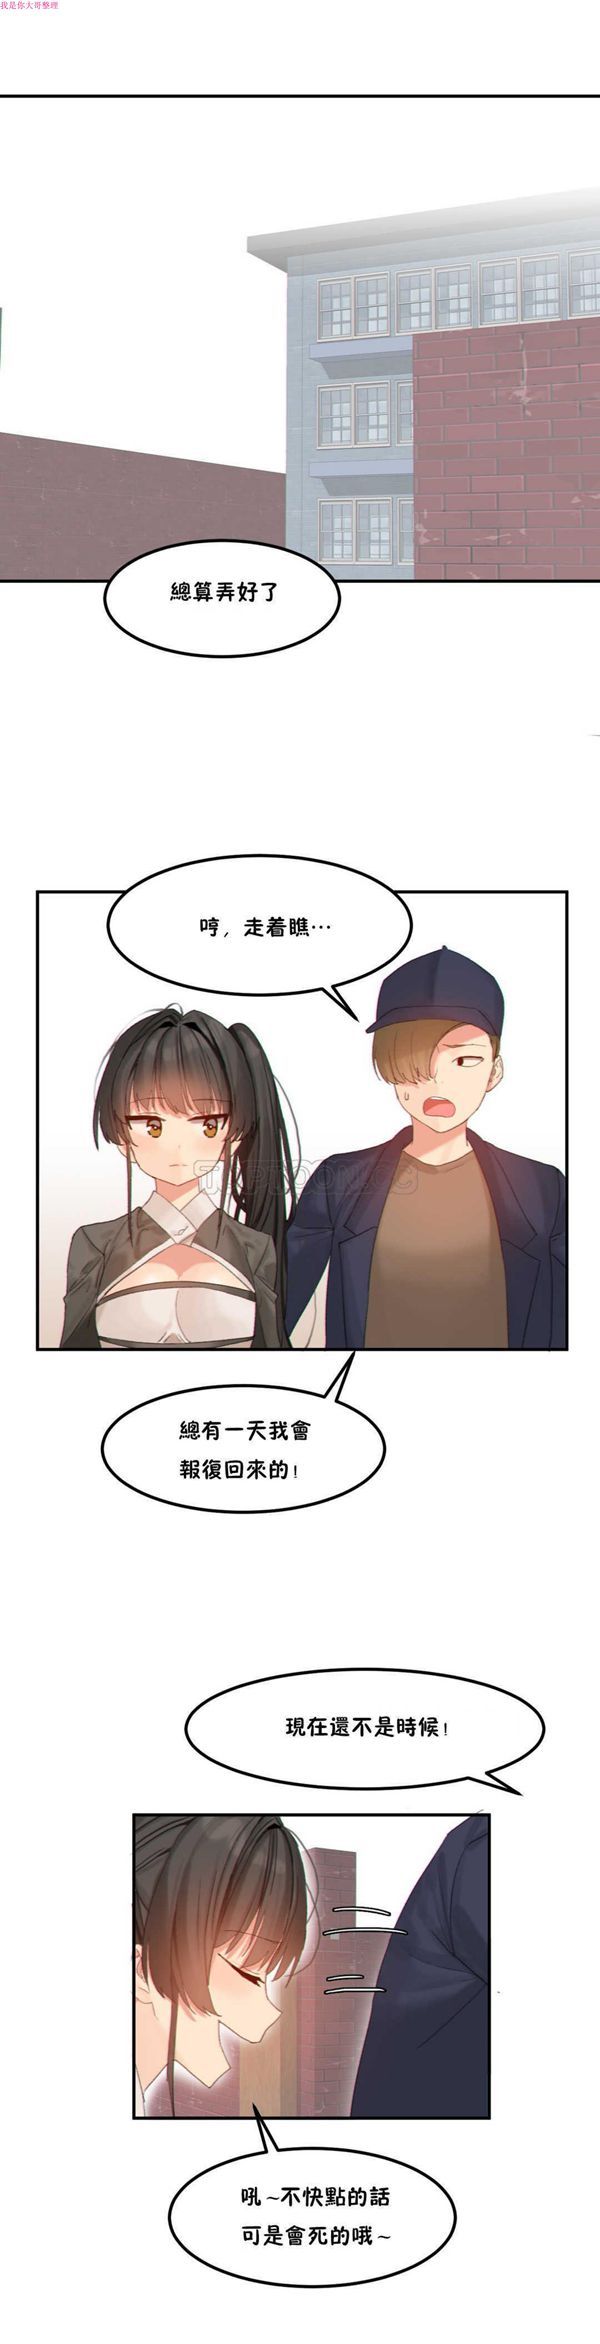 我是你大哥整理
總算弄好了
哼，走着瞧…
TOPTOON.CC
總有一天我會
報復回來的！
現在還不是時候！
吼~不快點的話
可是會死的哦~